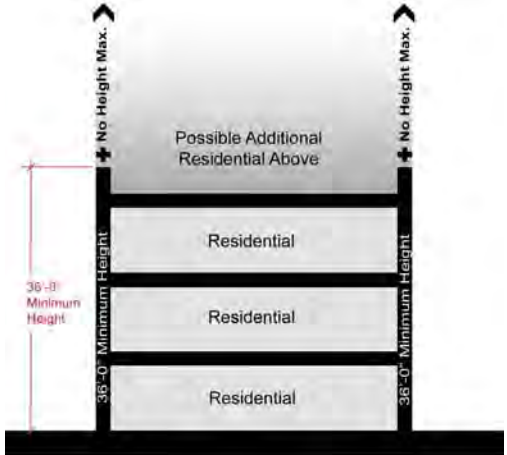 + No Height Max.
+ No Height Max.
Possible Additional
Residential Above
Residential
36'-0"
Minimum
Height
36'-0" Minimum Height
36'-0" Minimum Height
Residential
Residential